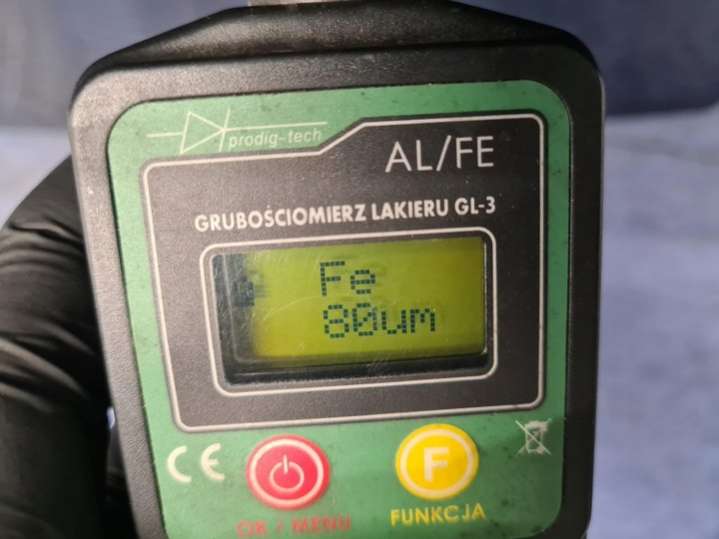 prodig-tech
AL/FE
GRUBOŚCIOMIERZ LAKIERU GL-3
Fe
80um
CE
F
OK / MENU
FUNKCJA